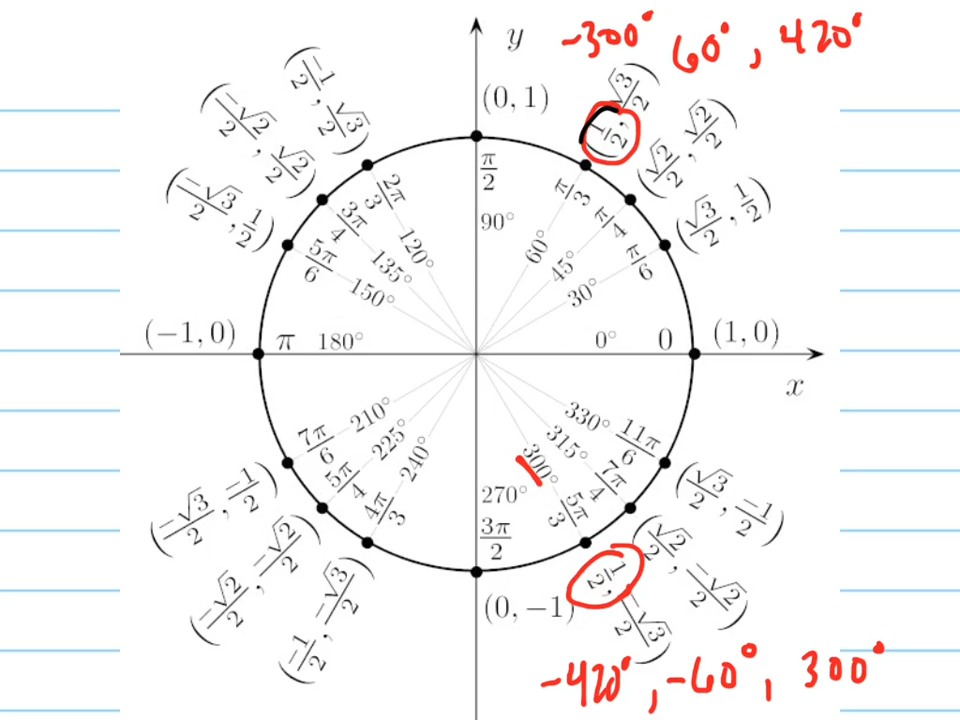 -300° 60° , 420°
y
(0, 1)
(-1/2, √3/2)
(1/2, √3/2)
(-√2/2, √2/2)
(√2/2, √2/2)
(-√3/2, 1/2)
(√3/2, 1/2)
π/2
2π/3
π/3
3π/4
π/4
5π/6
π/6
90°
120°
60°
135°
45°
150°
30°
(-1, 0) π 180° 0° 0 (1, 0)
x
210°
330°
7π/6
11π/6
225°
315°
5π/4
7π/4
240°
300°
4π/3
5π/3
270°
3π/2
(-√3/2, -1/2)
(√3/2, -1/2)
(-√2/2, -√2/2)
(√2/2, -√2/2)
(-1/2, -√3/2)
(0, -1)
(1/2, -√3/2)
-420° , -60° , 300°